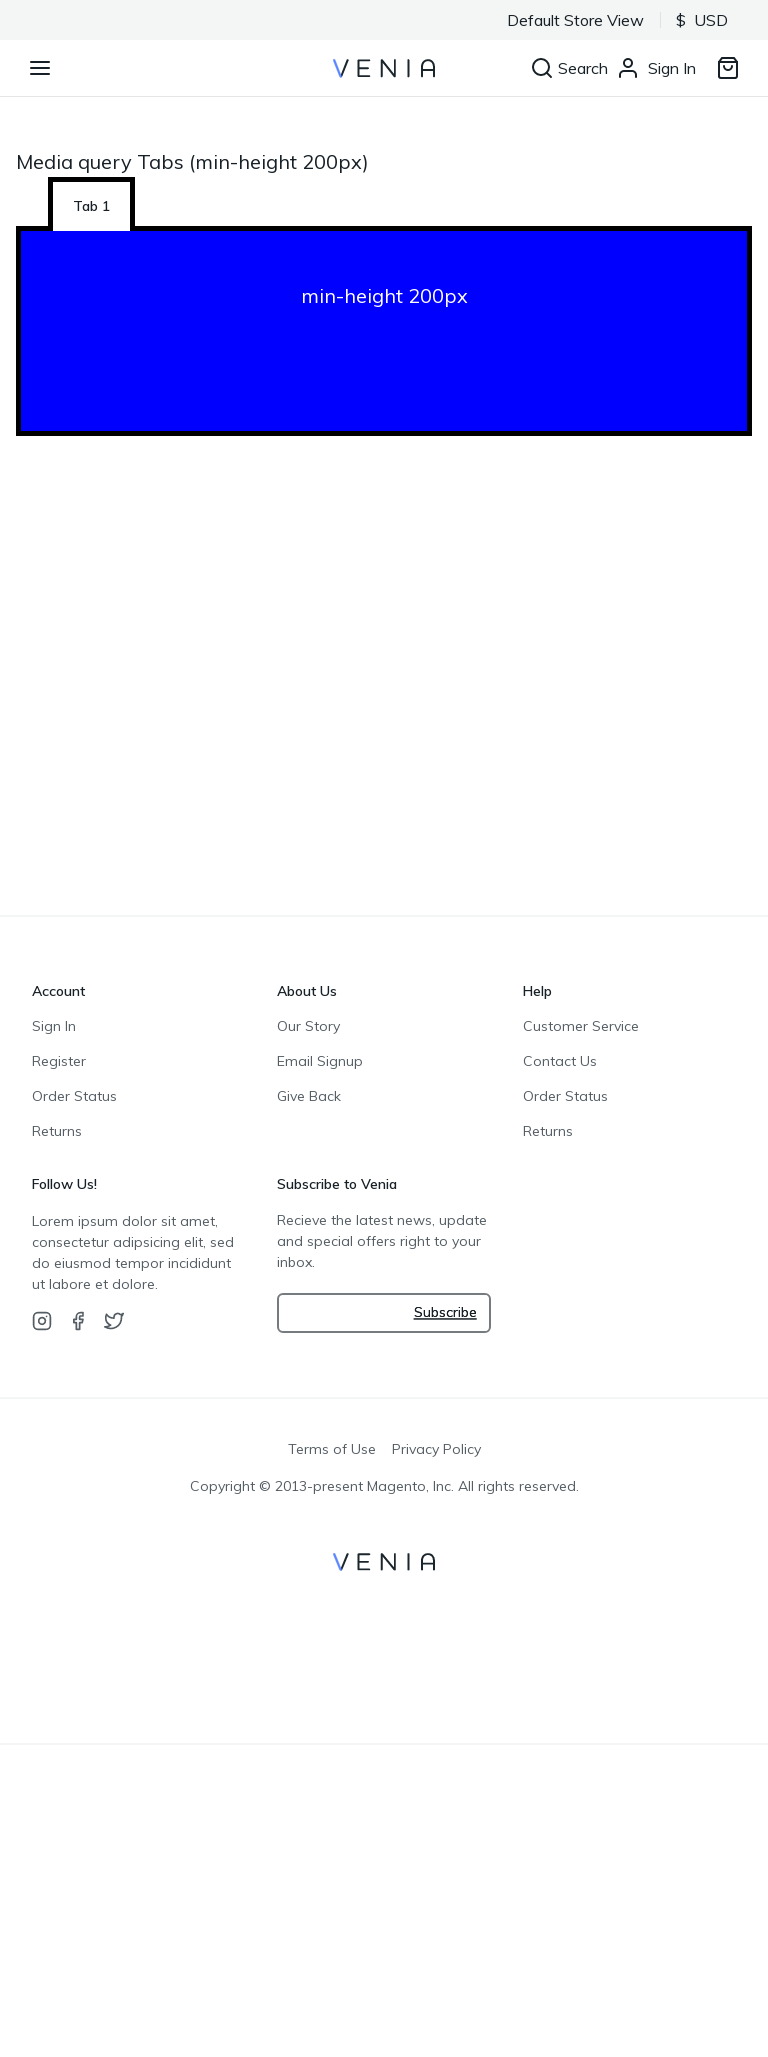 Default Store View
$ USD
VENIA
Search
Sign In
Media query Tabs (min-height 200px)
Tab 1
min-height 200px
Account
Sign In
Register
Order Status
Returns
About Us
Our Story
Email Signup
Give Back
Help
Customer Service
Contact Us
Order Status
Returns
Follow Us!
Lorem ipsum dolor sit amet,
consectetur adipsicing elit, sed
do eiusmod tempor incididunt
ut labore et dolore.
Subscribe to Venia
Recieve the latest news, update
and special offers right to your
inbox.
Subscribe
Terms of Use
Privacy Policy
Copyright © 2013-present Magento, Inc. All rights reserved.
VENIA